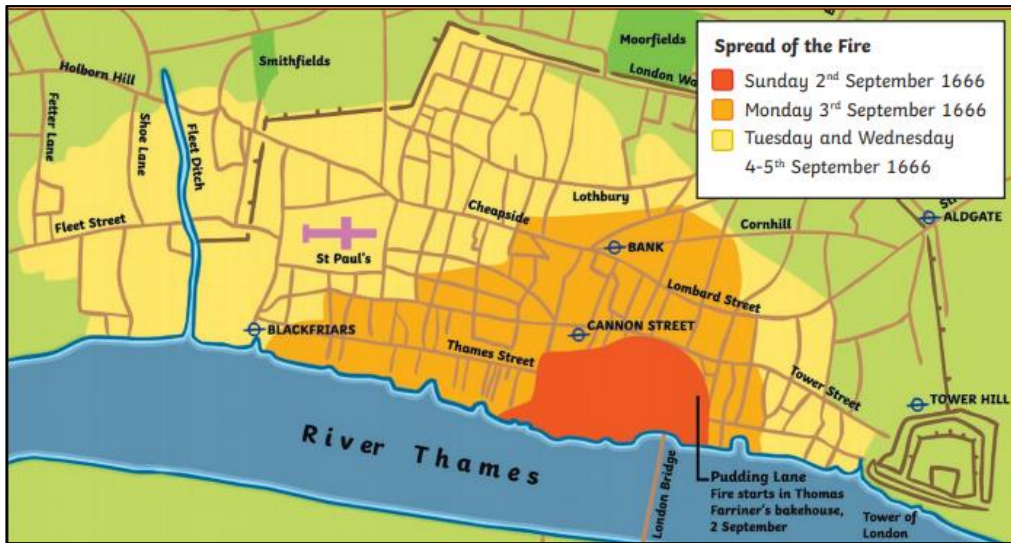 Spread of the Fire
Sunday 2nd September 1666
Monday 3rd September 1666
Tuesday and Wednesday
4-5th September 1666
Moorfields
Smithfields
London Wa
Holborn Hill
Fetter Lane
Shoe Lane
Fleet Ditch
Fleet Street
St Paul's
Cheapside
Lothbury
Cornhill
BANK
ALDGATE
Lombard Street
BLACKFRIARS
CANNON STREET
Thames Street
Tower Street
TOWER HILL
River Thames
London Bridge
Pudding Lane
Fire starts in Thomas
Farriner's bakehouse,
2 September
Tower of
London